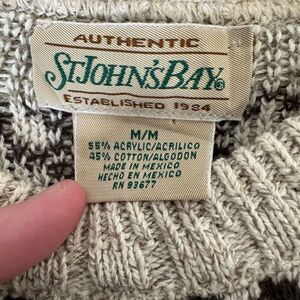 AUTHENTIC
ST JOHN'S BAY®
ESTABLISHED 1984
M/M
55% ACRYLIC/ACRILICO
45% COTTON/ALGODON
MADE IN MEXICO
HECHO EN MEXICO
RN 93677